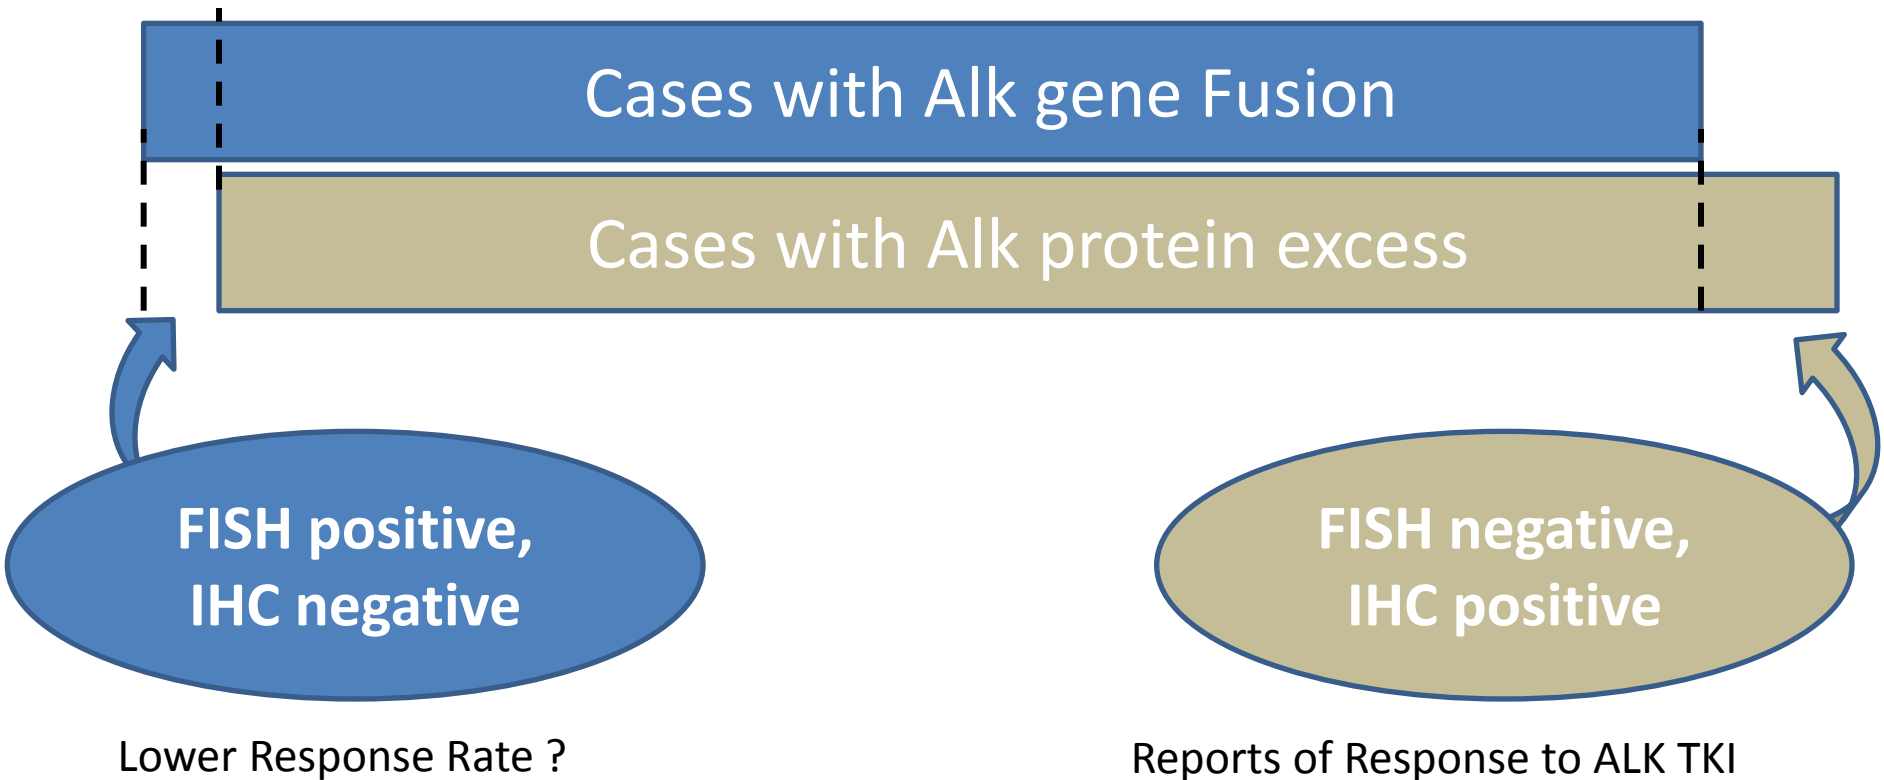 Cases with Alk gene Fusion
Cases with Alk protein excess
FISH positive,
IHC negative
FISH negative,
IHC positive
Lower Response Rate ?
Reports of Response to ALK TKI